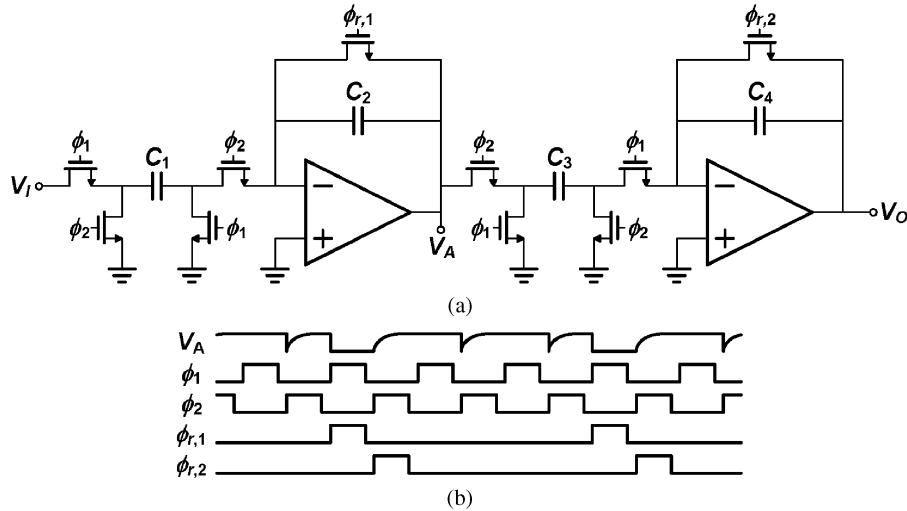 ϕr,1 ϕr,2
C2 C4
ϕ1 C1 ϕ2 ϕ2 C3 ϕ1
VI − − VO
ϕ2 ϕ1 + VA ϕ1 ϕ2 +
(a)
VA
ϕ1
ϕ2
ϕr,1
ϕr,2
(b)